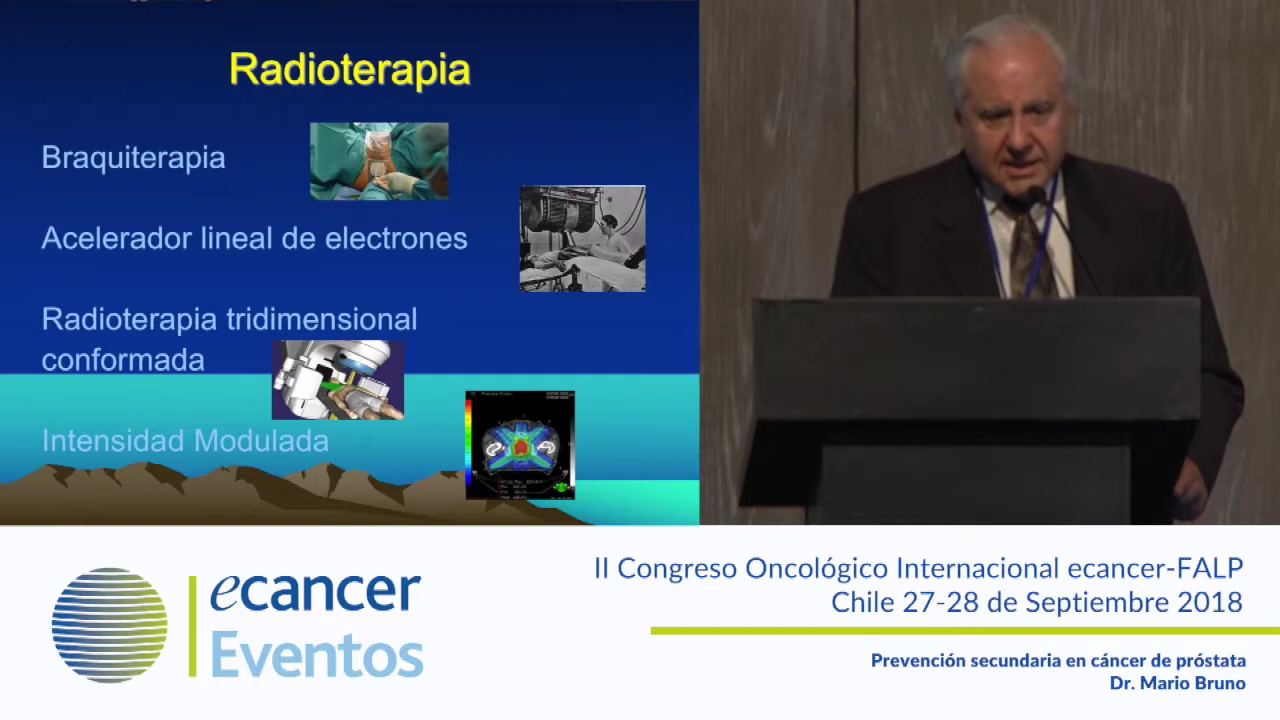 Radioterapia
Braquiterapia
Acelerador lineal de electrones
Radioterapia tridimensional
conformada
Intensidad Modulada
ecancer
Eventos
II Congreso Oncológico Internacional ecancer-FALP
Chile 27-28 de Septiembre 2018
Prevención secundaria en cáncer de próstata
Dr. Mario Bruno